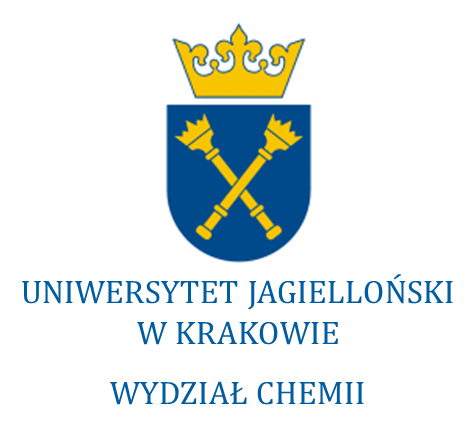 UNIWERSYTET JAGIELLOŃSKI
W KRAKOWIE
WYDZIAŁ CHEMII